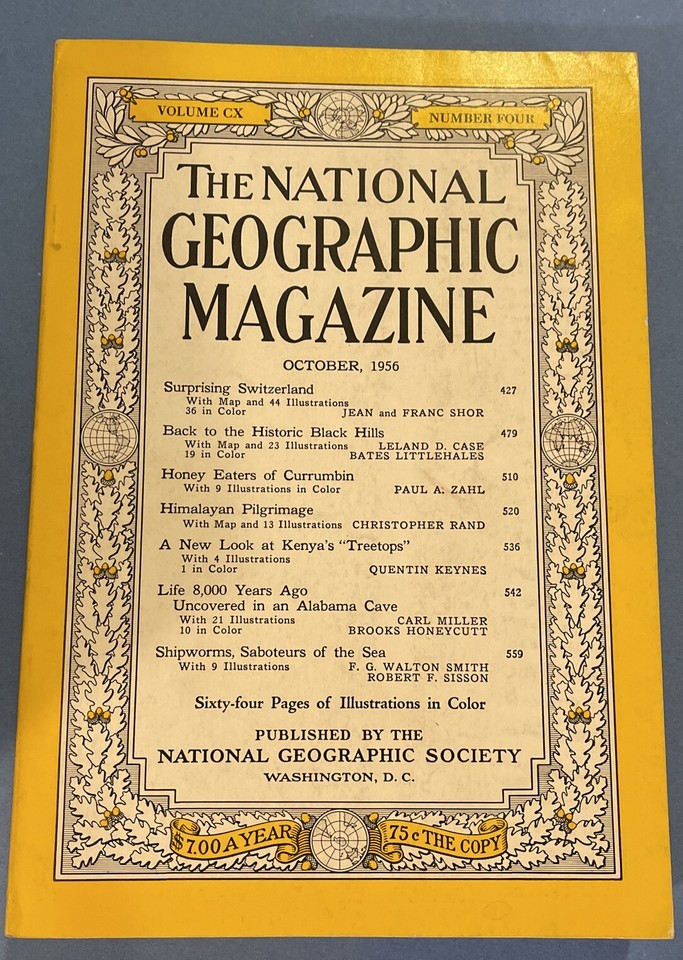 VOLUME CX
NUMBER FOUR
THE NATIONAL
GEOGRAPHIC
MAGAZINE
OCTOBER, 1956
Surprising Switzerland 427
With Map and 44 Illustrations
36 in Color JEAN and FRANC SHOR
Back to the Historic Black Hills 479
With Map and 23 Illustrations LELAND D. CASE
19 in Color BATES LITTLEHALES
Honey Eaters of Currumbin 510
With 9 Illustrations in Color PAUL A. ZAHL
Himalayan Pilgrimage 520
With Map and 13 Illustrations CHRISTOPHER RAND
A New Look at Kenya's "Treetops" 536
With 4 Illustrations
1 in Color QUENTIN KEYNES
Life 8,000 Years Ago 542
Uncovered in an Alabama Cave
With 21 Illustrations CARL MILLER
10 in Color BROOKS HONEYCUTT
Shipworms, Saboteurs of the Sea 559
With 9 Illustrations F. G. WALTON SMITH
ROBERT F. SISSON
Sixty-four Pages of Illustrations in Color
PUBLISHED BY THE
NATIONAL GEOGRAPHIC SOCIETY
WASHINGTON, D. C.
$7.00 A YEAR
75c THE COPY